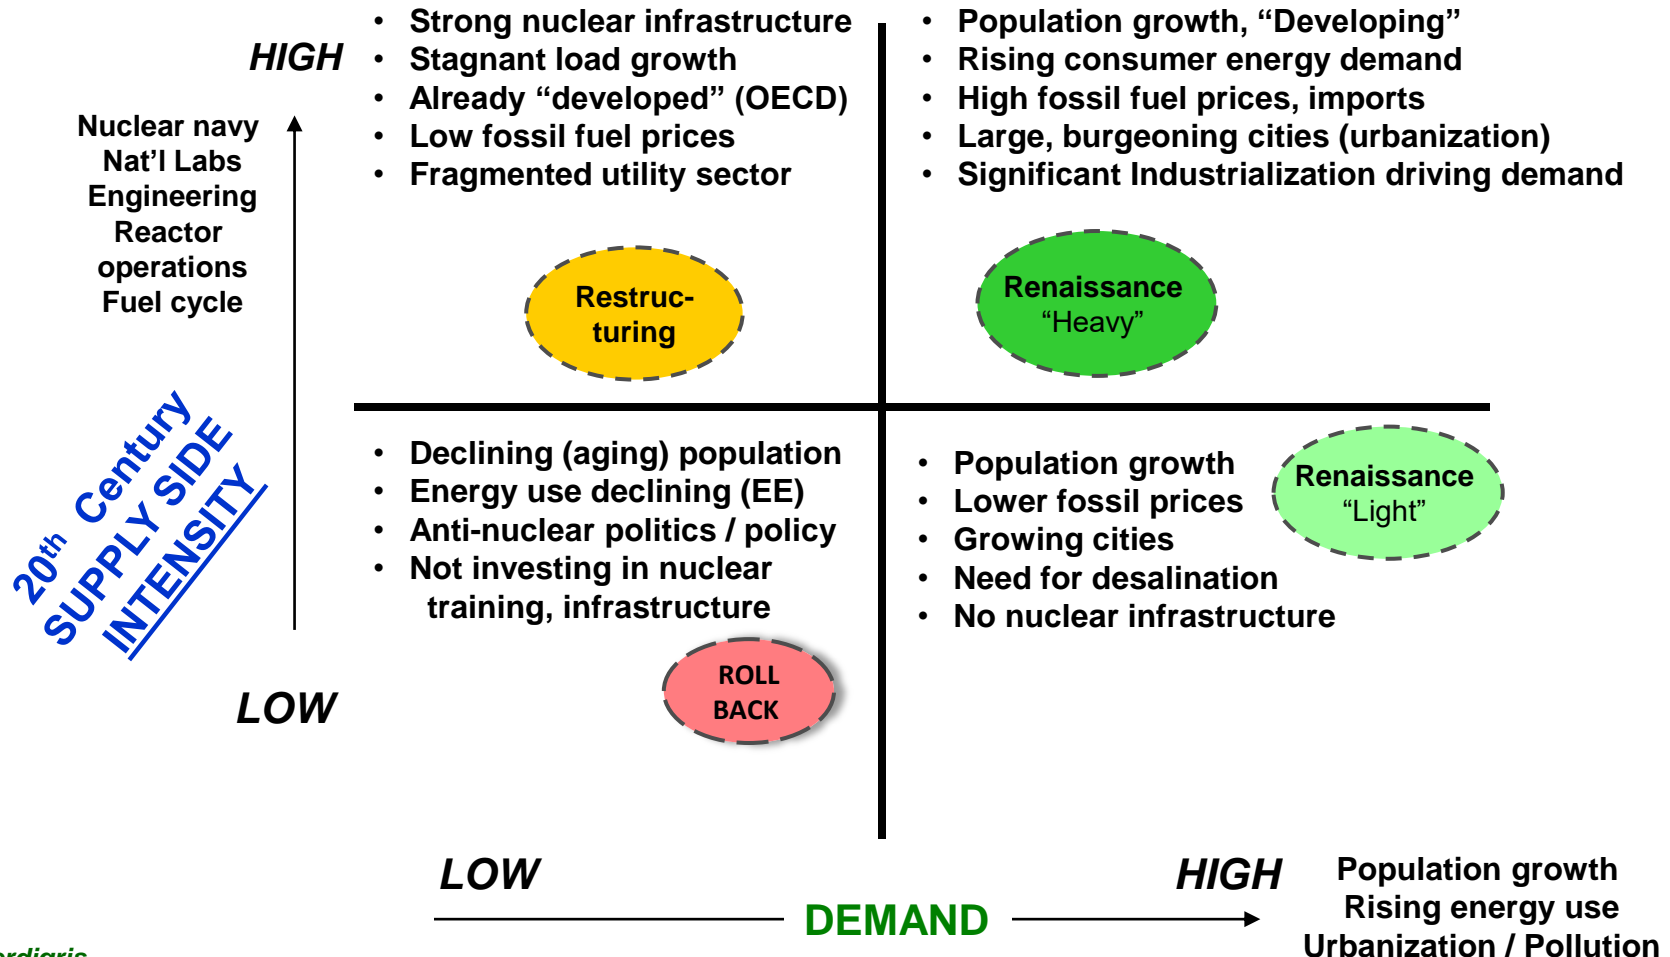 HIGH
Nuclear navy
Nat’l Labs
Engineering
Reactor
operations
Fuel cycle
• Strong nuclear infrastructure
• Stagnant load growth
• Already “developed” (OECD)
• Low fossil fuel prices
• Fragmented utility sector
• Population growth, “Developing”
• Rising consumer energy demand
• High fossil fuel prices, imports
• Large, burgeoning cities (urbanization)
• Significant Industrialization driving demand
Restruc-
turing
Renaissance
“Heavy”
20th Century
SUPPLY SIDE
INTENSITY
• Declining (aging) population
• Energy use declining (EE)
• Anti-nuclear politics / policy
• Not investing in nuclear
training, infrastructure
• Population growth
• Lower fossil prices
• Growing cities
• Need for desalination
• No nuclear infrastructure
Renaissance
“Light”
ROLL
BACK
LOW
LOW
DEMAND
HIGH
Population growth
Rising energy use
Urbanization / Pollution